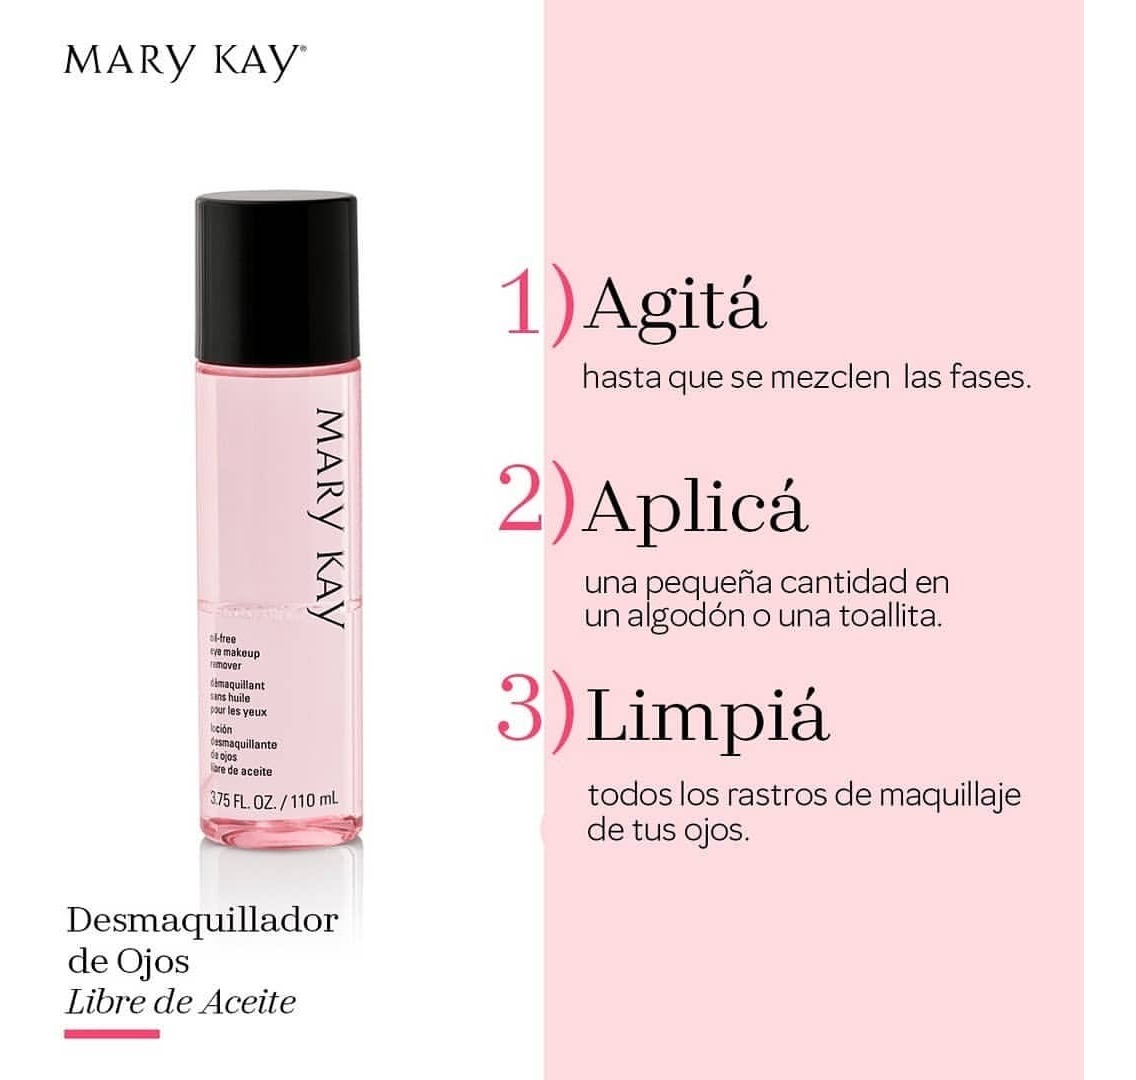 MARY KAY®
1) Agitá
hasta que se mezclen las fases.
2) Aplicá
una pequeña cantidad en
un algodón o una toallita.
3) Limpiá
todos los rastros de maquillaje
de tus ojos.
MARY KAY
oil-free
eye makeup
remover
démaquillant
sans huile
pour les yeux
loción
desmaquillante
de ojos
libre de aceite
3.75 FL. OZ. / 110 mL
Desmaquillador
de Ojos
Libre de Aceite